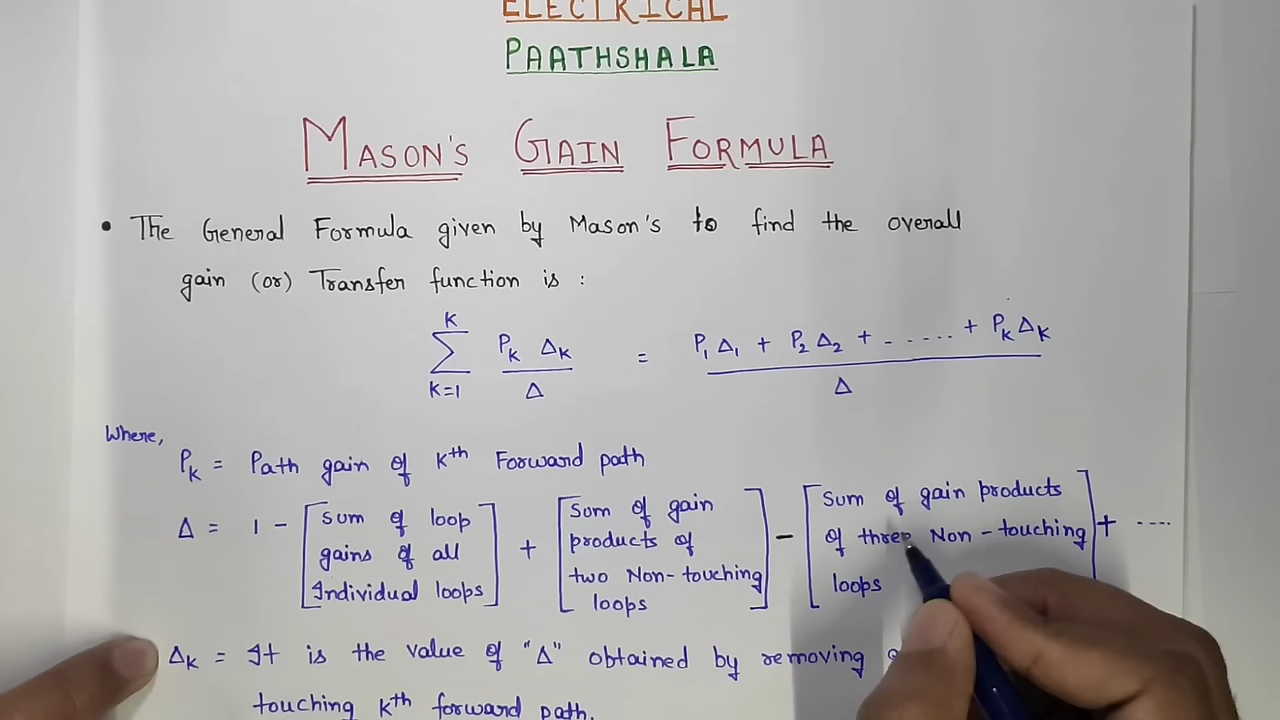 ELECTRICAL
PAATHSHALA
MASON'S GAIN FORMULA
• The General Formula given by Mason's to find the overall
gain (or) Transfer function is :
K
∑ Pk Δk / Δ = P1 Δ1 + P2 Δ2 + ...... + Pk Δk / Δ
K=1
Where,
Pk = Path gain of Kth Forward path
Δ = 1 - [Sum of loop gains of all Individual loops] + [Sum of gain products of two Non-touching loops] - [Sum of gain products of three Non-touching loops] + ....
Δk = It is the value of "Δ" obtained by removing
touching Kth forward path.